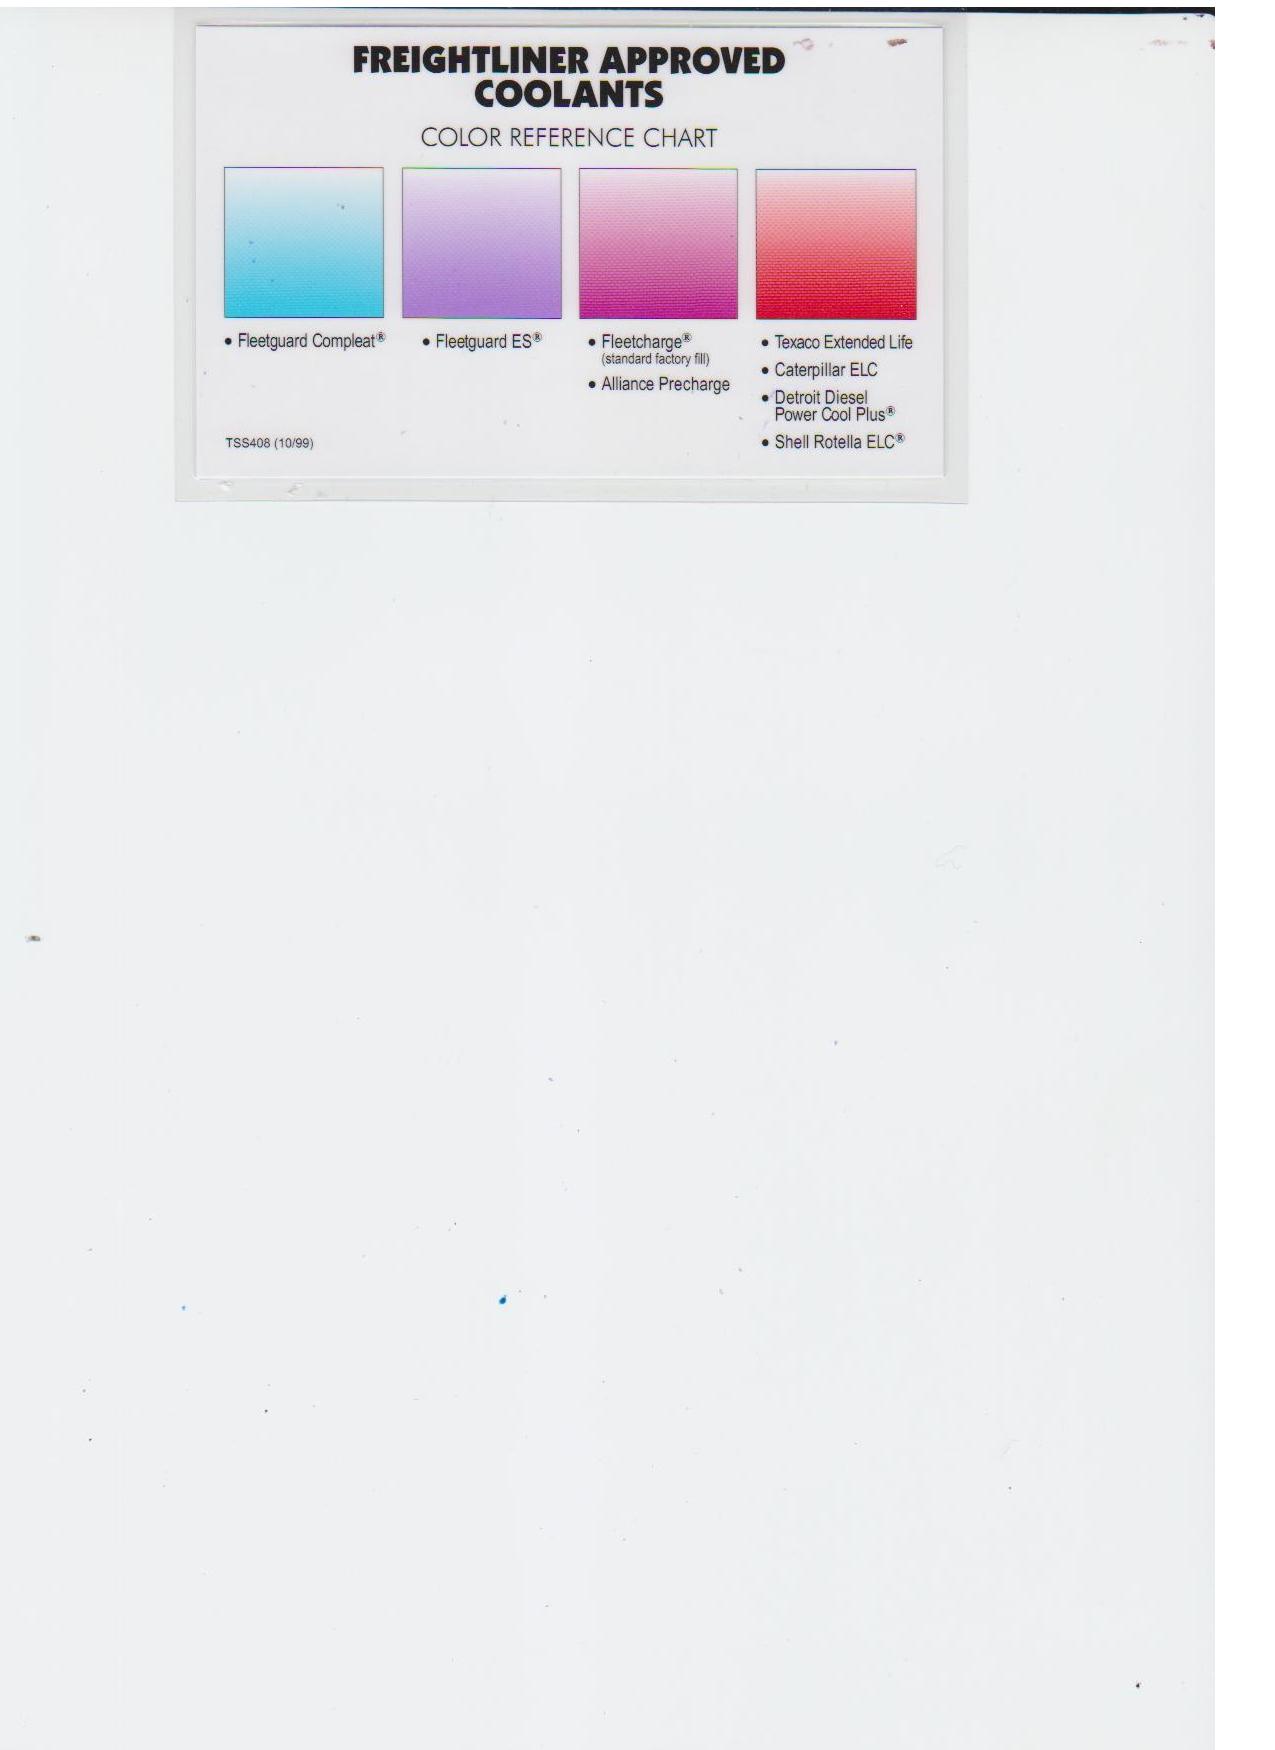 FREIGHTLINER APPROVED
COOLANTS
COLOR REFERENCE CHART
• Fleetguard Compleat®
• Fleetguard ES®
• Fleetcharge®
(standard factory fill)
• Alliance Precharge
• Texaco Extended Life
• Caterpillar ELC
• Detroit Diesel
Power Cool Plus®
• Shell Rotella ELC®
TSS408 (10/99)